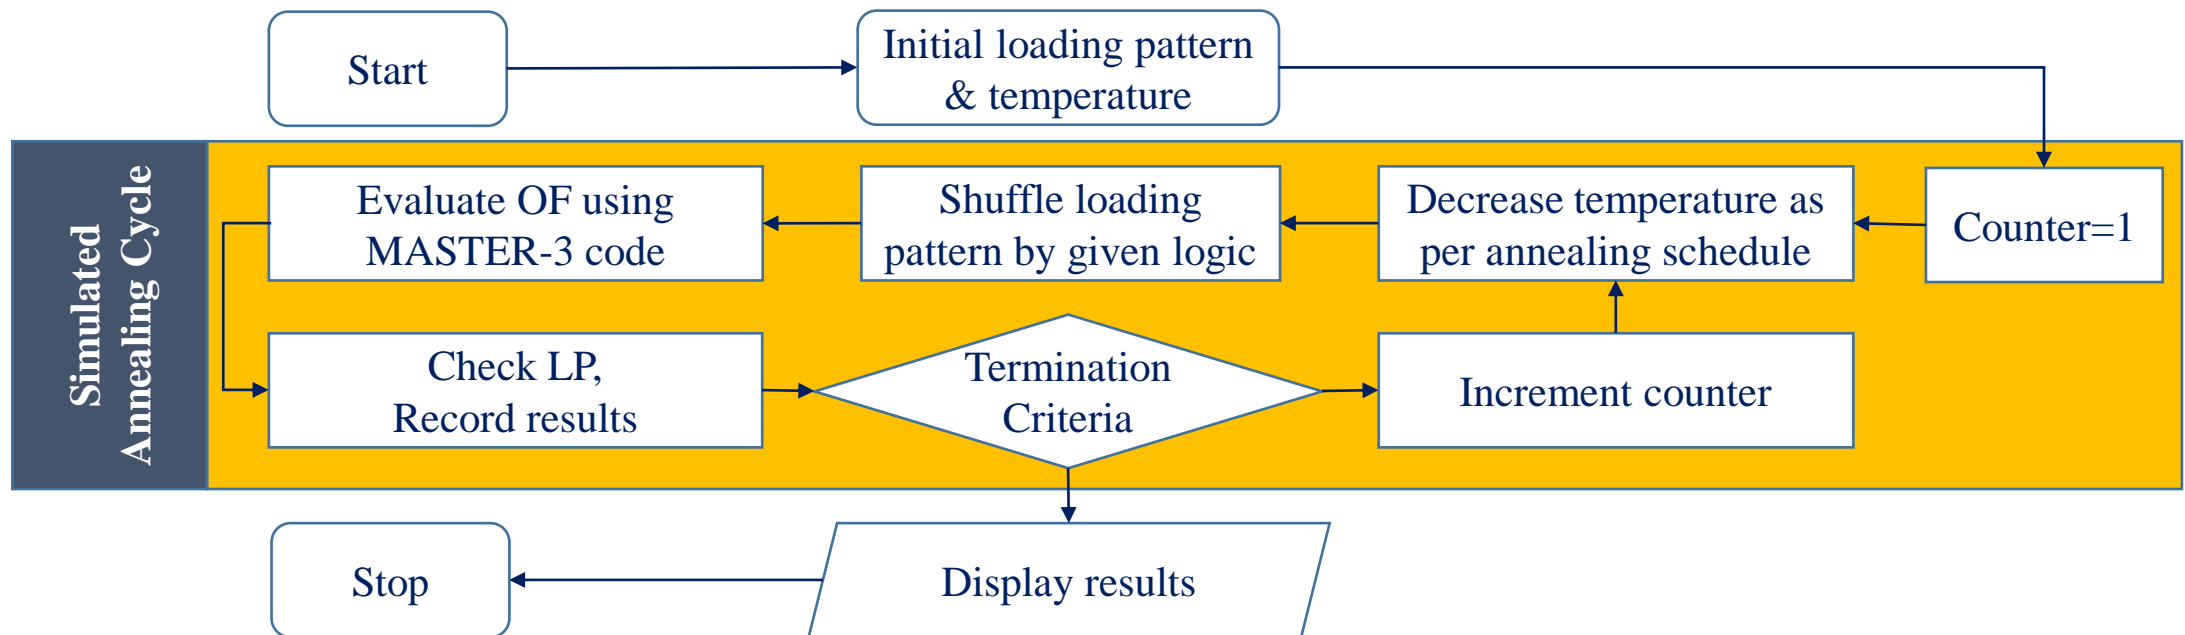 Start
Initial loading pattern
& temperature
Simulated
Annealing Cycle
Evaluate OF using
MASTER-3 code
Shuffle loading
pattern by given logic
Decrease temperature as
per annealing schedule
Counter=1
Check LP,
Record results
Termination
Criteria
Increment counter
Stop
Display results